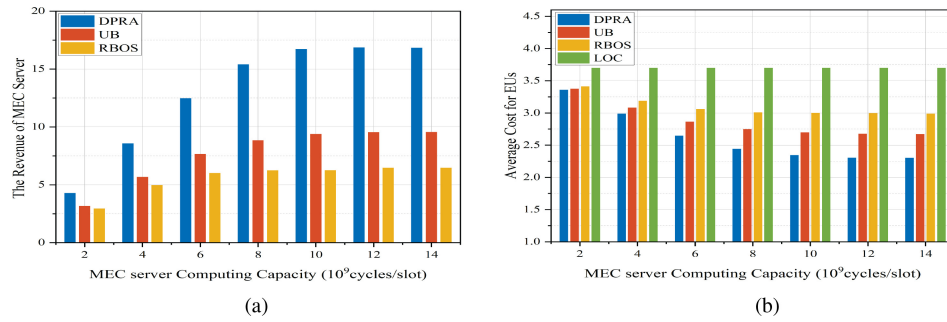 DPRA
UB
RBOS
20
15
10
5
0
The Revenue of MEC Server
2 4 6 8 10 12 14
MEC server Computing Capacity (10⁹cycles/slot)
(a)
DPRA
UB
RBOS
LOC
4.5
4.0
3.5
3.0
2.5
2.0
1.5
1.0
Average Cost for EUs
2 4 6 8 10 12 14
MEC server Computing Capacity (10⁹cycles/slot)
(b)